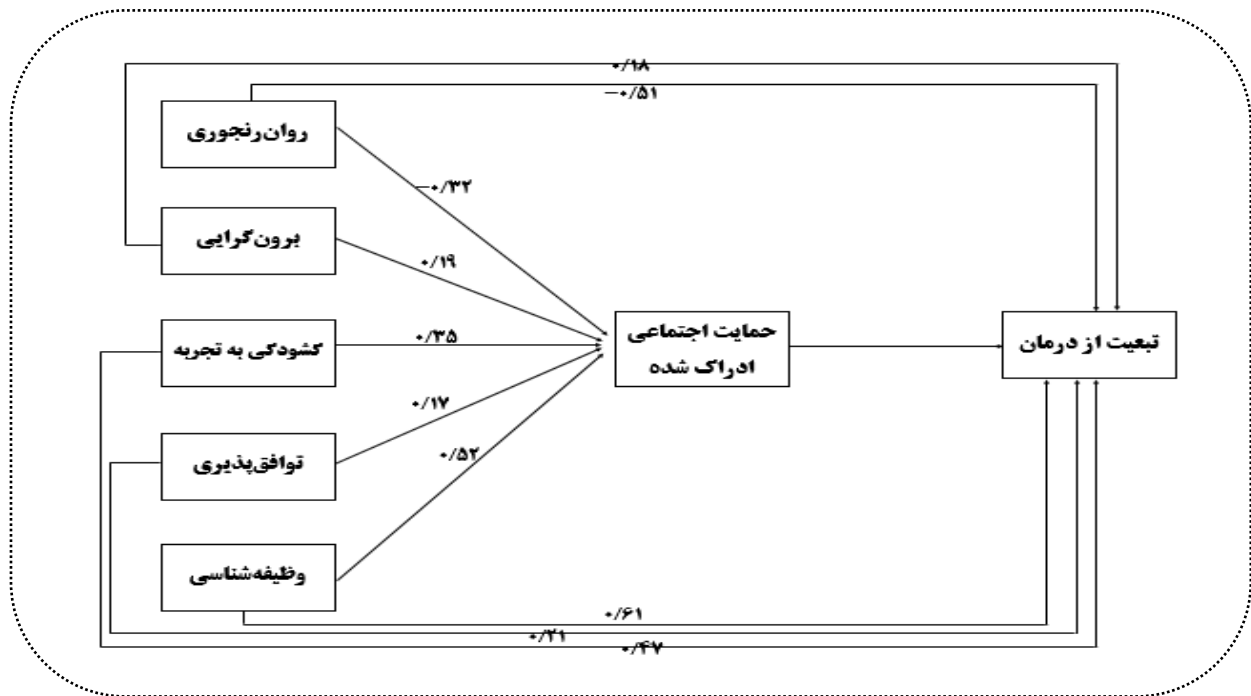 ۰/۱۸
−۰/۵۱
روان‌رنجوری
−۰/۳۲
برون‌گرایی
۰/۱۹
حمایت اجتماعی
ادراک شده
تبعیت از درمان
گشودگی به تجربه
۰/۳۵
۰/۱۷
توافق‌پذیری
۰/۵۲
وظیفه‌شناسی
۰/۶۱
۰/۲۱
۰/۴۷